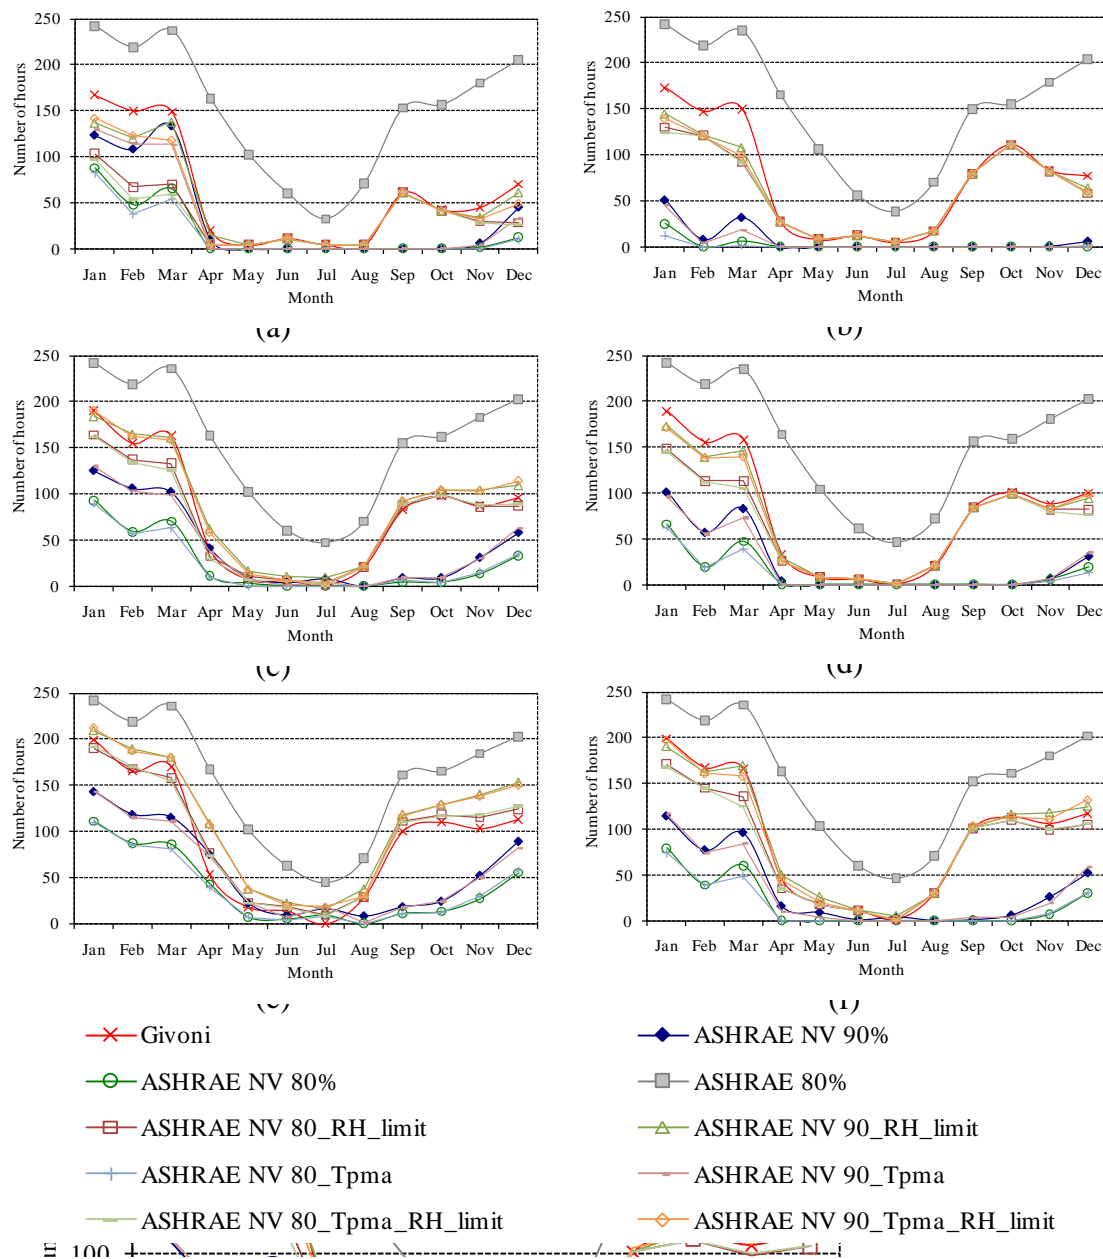 250
200
150
100
50
0
Number of hours
Jan Feb Mar Apr May Jun Jul Aug Sep Oct Nov Dec
Month
(a)
250
200
150
100
50
0
Number of hours
Jan Feb Mar Apr May Jun Jul Aug Sep Oct Nov Dec
Month
(b)
250
200
150
100
50
0
Number of hours
Jan Feb Mar Apr May Jun Jul Aug Sep Oct Nov Dec
Month
(c)
250
200
150
100
50
0
Number of hours
Jan Feb Mar Apr May Jun Jul Aug Sep Oct Nov Dec
Month
(d)
250
200
150
100
50
0
Number of hours
Jan Feb Mar Apr May Jun Jul Aug Sep Oct Nov Dec
Month
(e)
250
200
150
100
50
0
Number of hours
Jan Feb Mar Apr May Jun Jul Aug Sep Oct Nov Dec
Month
(f)
Givoni
ASHRAE NV 90%
ASHRAE NV 80%
ASHRAE 80%
ASHRAE NV 80_RH_limit
ASHRAE NV 90_RH_limit
ASHRAE NV 80_Tpma
ASHRAE NV 90_Tpma
ASHRAE NV 80_Tpma_RH_limit
ASHRAE NV 90_Tpma_RH_limit
100